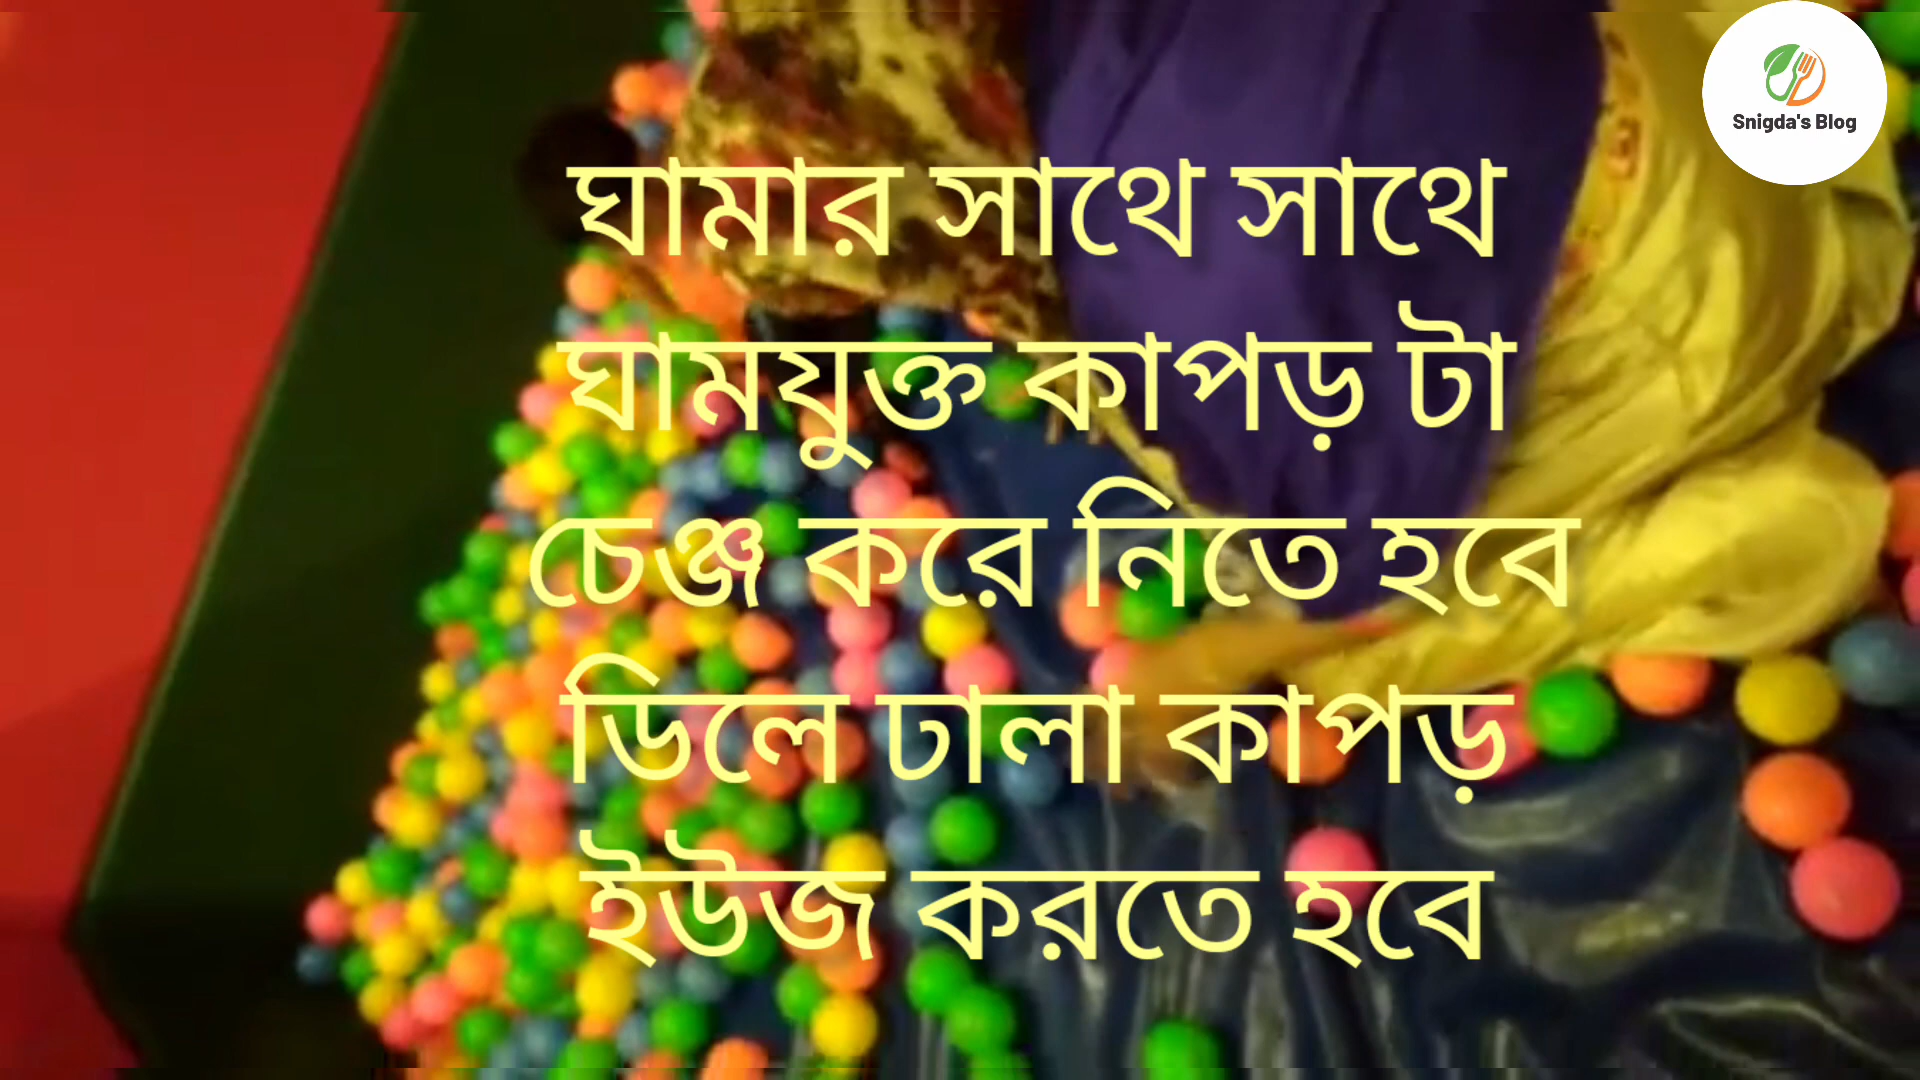 Snigda's Blog
ঘামার সাথে সাথে
ঘামযুক্ত কাপড় টা
চেঞ্জ করে নিতে হবে
ডিলে ঢালা কাপড়
ইউজ করতে হবে